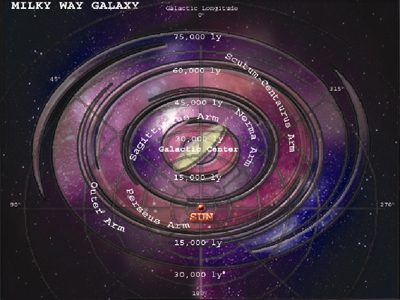 MILKY WAY GALAXY
Galactic Longitude
0°
75,000 ly
Scutum-Centaurus Arm
60,000 ly
45°
315°
45,000 ly
Sagittarius Arm
Norma Arm
30,000 ly
Galactic Center
15,000 ly
Outer Arm
Perseus Arm
90°
270°
SUN
15,000 ly
30,000 ly
180°